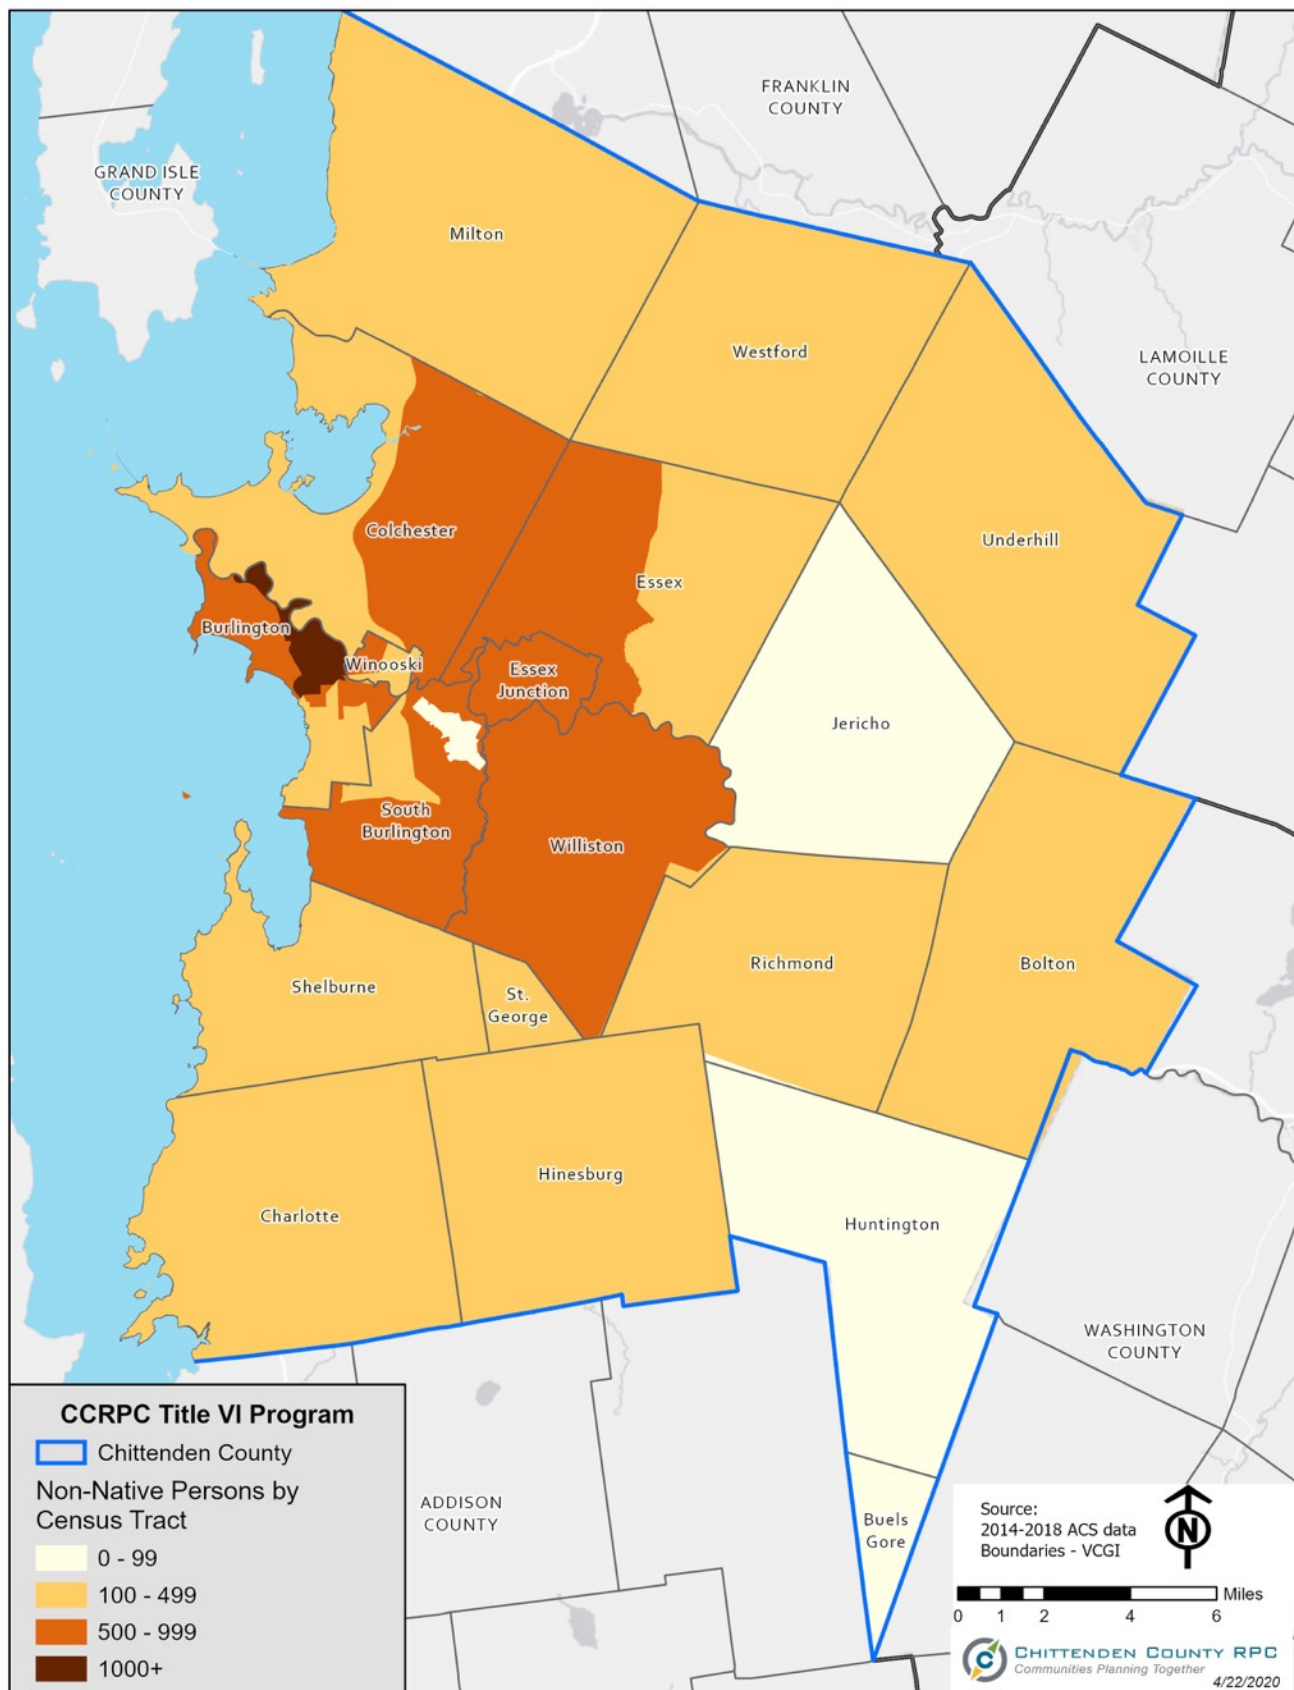 FRANKLIN
COUNTY
GRAND ISLE
COUNTY
Milton
Westford
LAMOILLE
COUNTY
Colchester
Underhill
Essex
Burlington
Winooski
Essex
Junction
Jericho
South
Burlington
Williston
Richmond
Bolton
Shelburne
St.
George
Hinesburg
Charlotte
Huntington
WASHINGTON
COUNTY
ADDISON
COUNTY
Buels
Gore
CCRPC Title VI Program
Chittenden County
Non-Native Persons by
Census Tract
0 - 99
100 - 499
500 - 999
1000+
Source:
2014-2018 ACS data
Boundaries - VCGI
N
Miles
0 1 2 4 6
C
CHITTENDEN COUNTY RPC
Communities Planning Together
4/22/2020